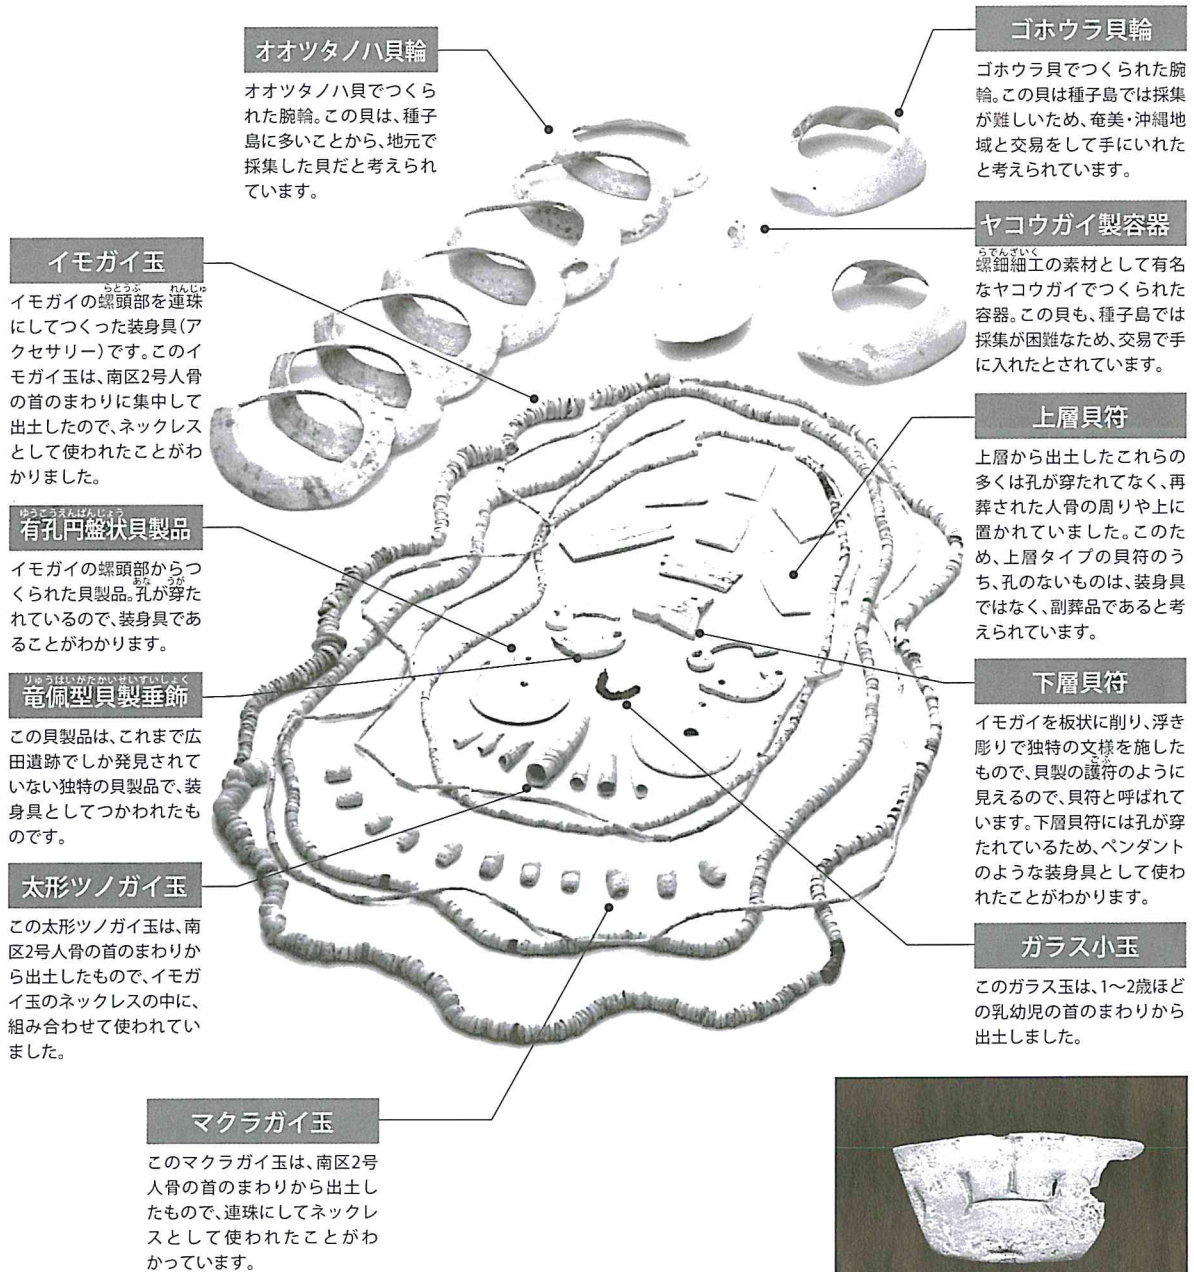 オオツタノハ貝輪
オオツタノハ貝でつくら
れた腕輪。この貝は、種子
島に多いことから、地元で
採集した貝だと考えられ
ています。
ゴホウラ貝輪
ゴホウラ貝でつくられた腕
輪。この貝は種子島では採集
が難しいため、奄美・沖縄地
域と交易をして手にいれた
と考えられています。
ヤコウガイ製容器
らでんざいく
螺鈿細工の素材として有名
なヤコウガイでつくられた
容器。この貝も、種子島では
採集が困難なため、交易で手
に入れたとされています。
イモガイ玉
らとうぶ れんじゅ
イモガイの螺頭部を連珠
にしてつくった装身具(ア
クセサリー)です。このイ
モガイ玉は、南区2号人骨
の首のまわりに集中して
出土したので、ネックレス
として使われたことがわ
かりました。
上層貝符
上層から出土したこれらの
多くは孔が穿たれてなく、再
葬された人骨の周りや上に
置かれていました。このた
め、上層タイプの貝符のう
ち、孔のないものは、装身具
ではなく、副葬品であると考
えられています。
ゆうこうえんばんじょう
有孔円盤状貝製品
イモガイの螺頭部からつ
あな うが
くられた貝製品。孔が穿た
れているので、装身具であ
ることがわかります。
りゅうはいがたかいせいすいしょく
竜佩型貝製垂飾
この貝製品は、これまで広
田遺跡でしか発見されて
いない独特の貝製品で、装
身具としてつかわれたも
のです。
下層貝符
イモガイを板状に削り、浮き
彫りで独特の文様を施した
ごふ
もので、貝製の護符のように
見えるので、貝符と呼ばれて
います。下層貝符には孔が穿
たれているため、ペンダント
のような装身具として使わ
れたことがわかります。
太形ツノガイ玉
この太形ツノガイ玉は、南
区2号人骨の首のまわりか
ら出土したもので、イモガ
イ玉のネックレスの中に、
組み合わせて使われてい
ました。
ガラス小玉
このガラス玉は、1〜2歳ほど
の乳幼児の首のまわりから
出土しました。
マクラガイ玉
このマクラガイ玉は、南区2号
人骨の首のまわりから出土し
たもので、連珠にしてネックレ
スとして使われたことがわ
かっています。